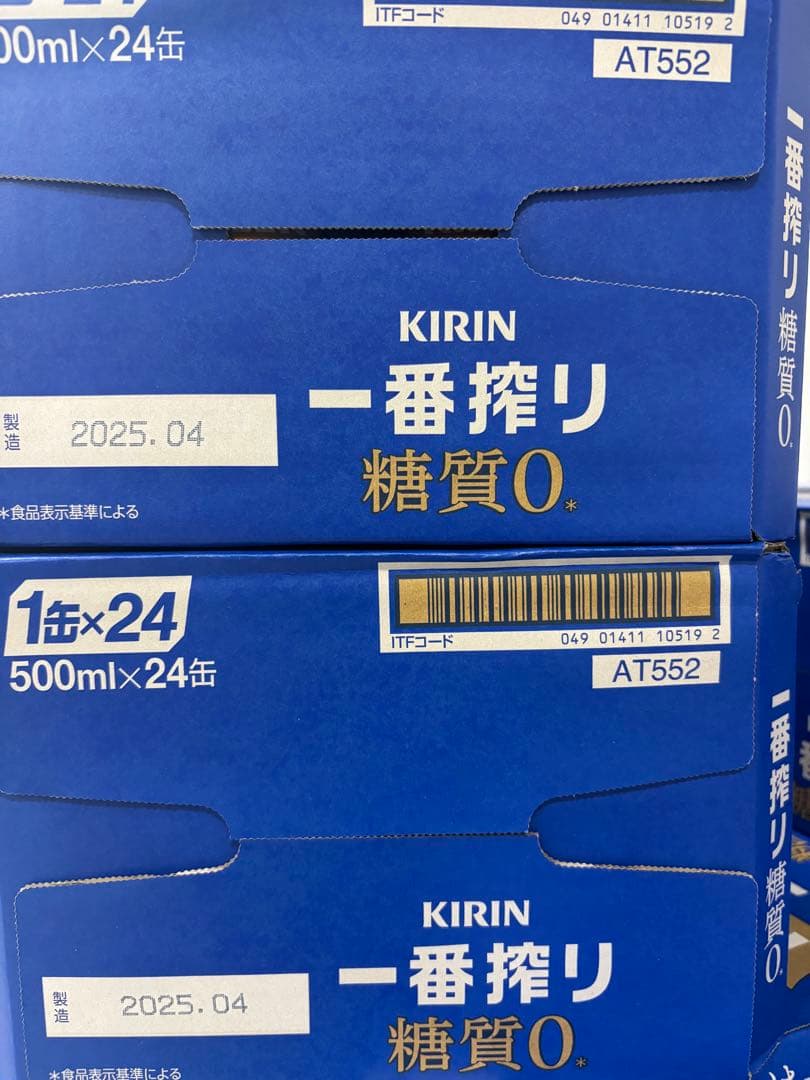 ITFコード 049 01411 10519 2
00ml×24缶
AT552
KIRIN
一番搾り
糖質0*
製造 2025.04
*食品表示基準による
一番搾り 糖質0*
1缶×24
500ml×24缶
ITFコード 049 01411 10519 2
AT552
KIRIN
一番搾り
糖質0*
製造 2025.04
*食品表示基準による
一番搾り 糖質0*